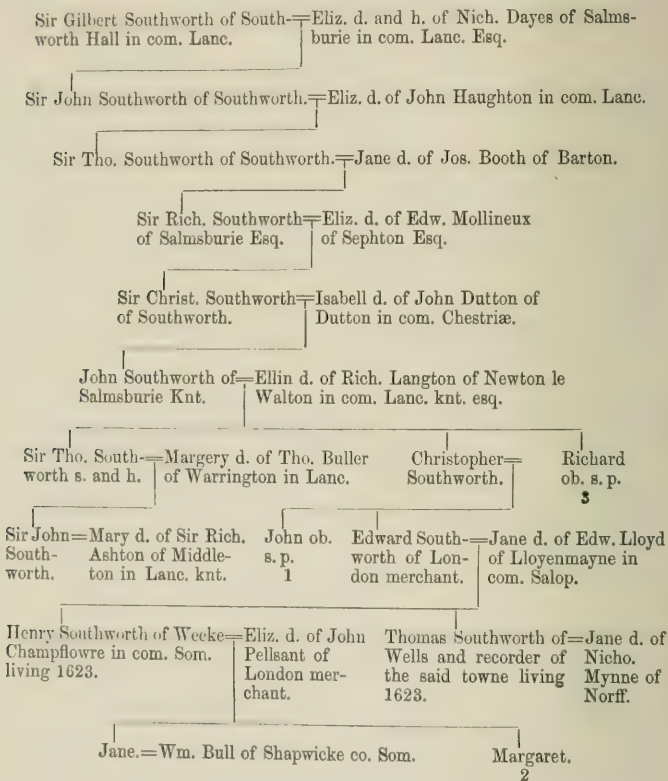 Sir Gilbert Southworth of South-=Eliz. d. and h. of Nich. Dayes of Salms-
worth Hall in com. Lanc. burie in com. Lanc. Esq.
Sir John Southworth of Southworth.=Eliz. d. of John Haughton in com. Lanc.
Sir Tho. Southworth of Southworth.=Jane d. of Jos. Booth of Barton.
Sir Rich. Southworth=Eliz. d. of Edw. Mollineux
of Salmsburie Esq. of Sephton Esq.
Sir Christ. Southworth=Isabell d. of John Dutton of
of Southworth. Dutton in com. Chestriæ.
John Southworth of=Ellin d. of Rich. Langton of Newton le
Salmsburie Knt. Walton in com. Lanc. knt. esq.
Sir Tho. South-=Margery d. of Tho. Buller Christopher= Richard
worth s. and h. of Warrington in Lanc. Southworth. ob. s. p.
3
Sir John=Mary d. of Sir Rich. John ob. Edward South-=Jane d. of Edw. Lloyd
South- Ashton of Middle- s. p. worth of Lon- of Lloyenmayne in
worth. ton in Lanc. knt. 1 don merchant. com. Salop.
Henry Southworth of Weeke=Eliz. d. of John Thomas Southworth of=Jane d. of
Champflowre in com. Som. Pellsant of Wells and recorder of Nicho.
living 1623. London mer- the said towne living Mynne of
chant. 1623. Norff.
Jane.=Wm. Bull of Shapwicke co. Som. Margaret.
2